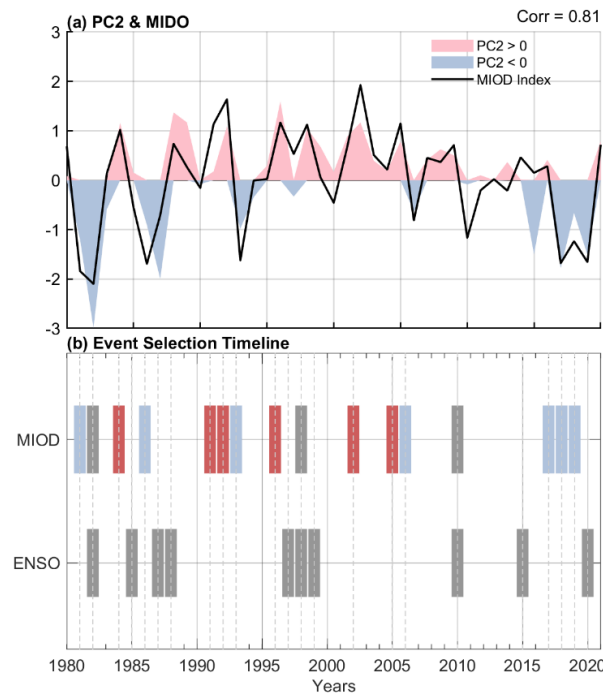 (a) PC2 & MIDO
Corr = 0.81
3
2
1
0
-1
-2
-3
PC2 > 0
PC2 < 0
MIOD Index
(b) Event Selection Timeline
MIOD
ENSO
1980 1985 1990 1995 2000 2005 2010 2015 2020
Years